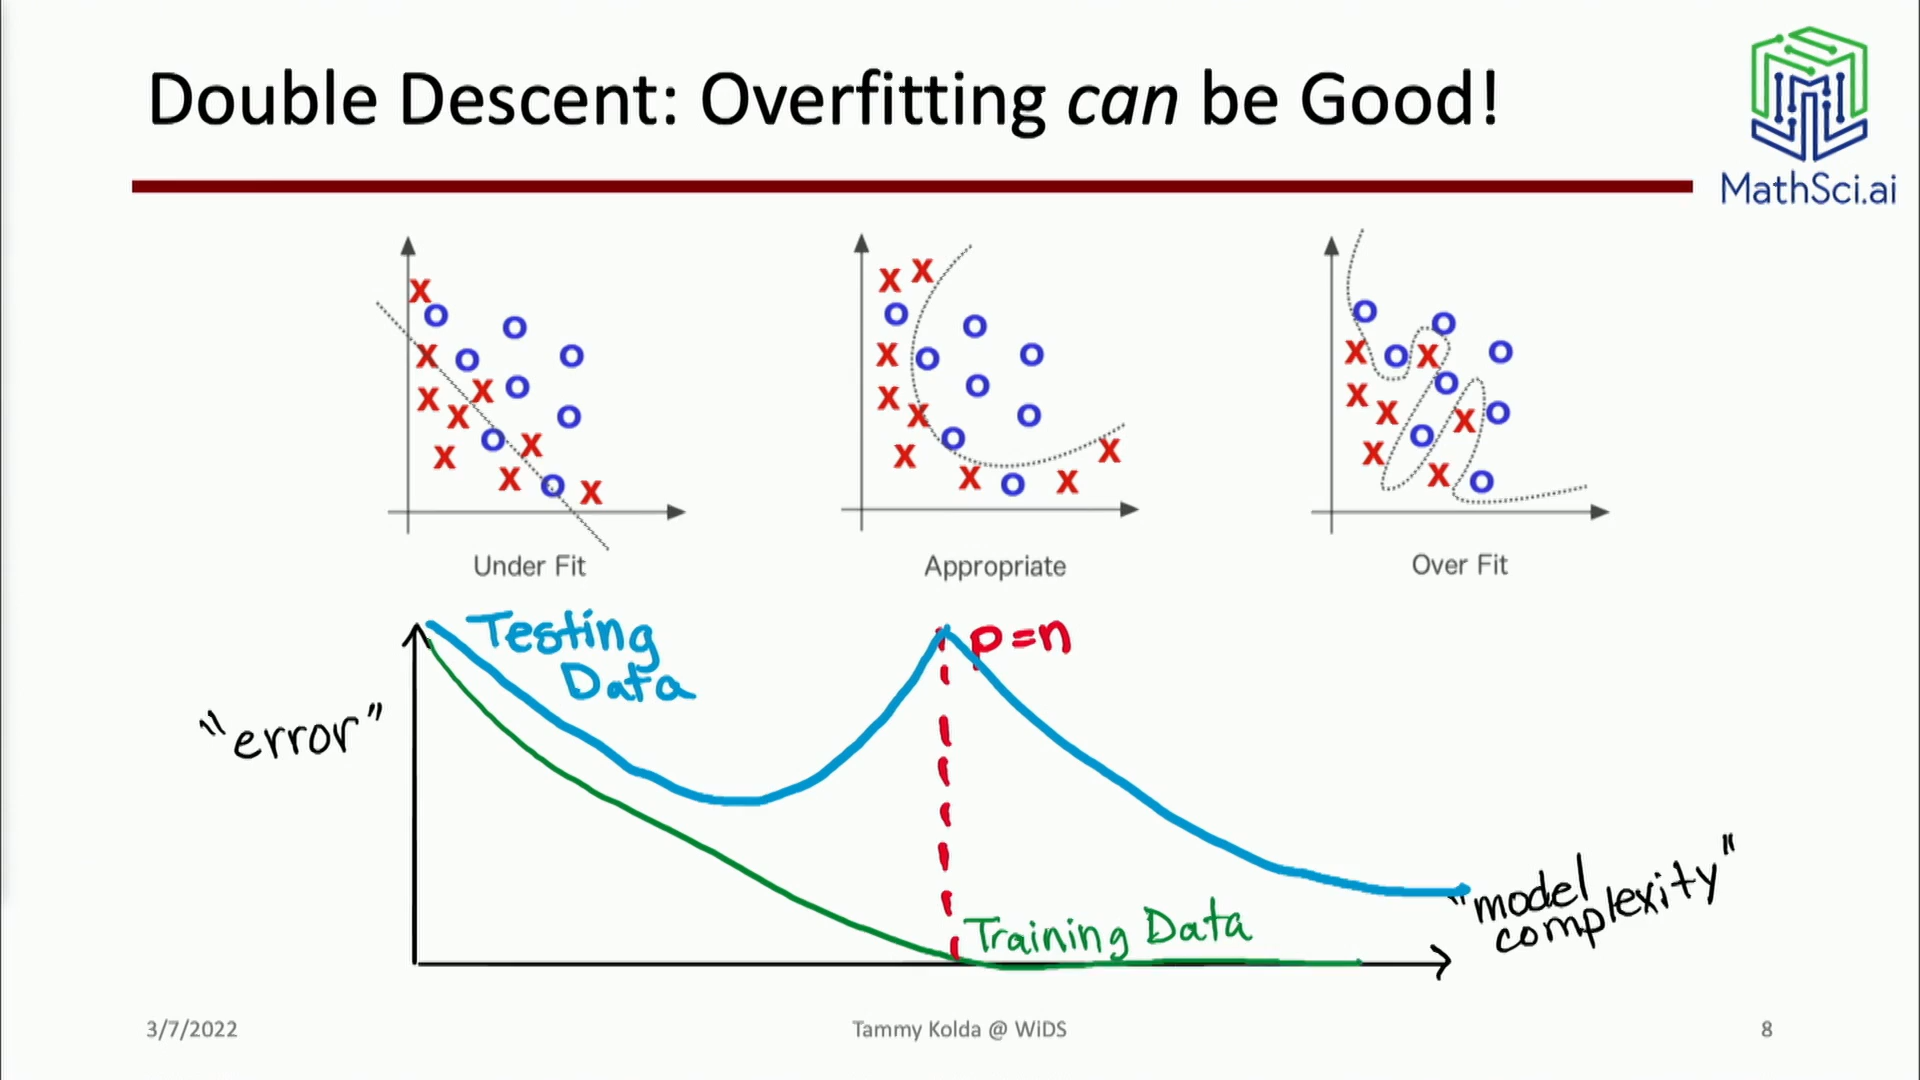 Double Descent: Overfitting can be Good!
MathSci.ai
X X X X X X X X X X
O O O O O O O O O
Under Fit
X X X X X X X X X X
O O O O O O O O O
Appropriate
X X X X X X X X
O O O O O O O O O
Over Fit
Testing
Data
p=n
"error"
Training Data
"model
complexity"
3/7/2022
Tammy Kolda @ WiDS
8